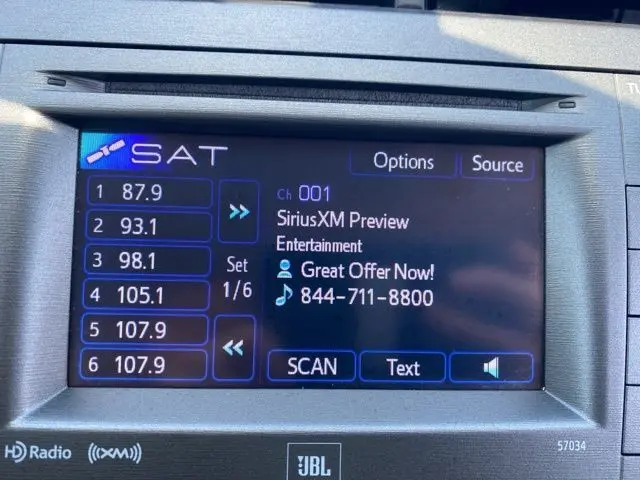 SAT
Options
Source
1 87.9
2 93.1
3 98.1
4 105.1
5 107.9
6 107.9
Set
1/6
Ch 001
SiriusXM Preview
Entertainment
Great Offer Now!
844-711-8800
SCAN
Text
HD Radio
((XM))
JBL
57034
TU